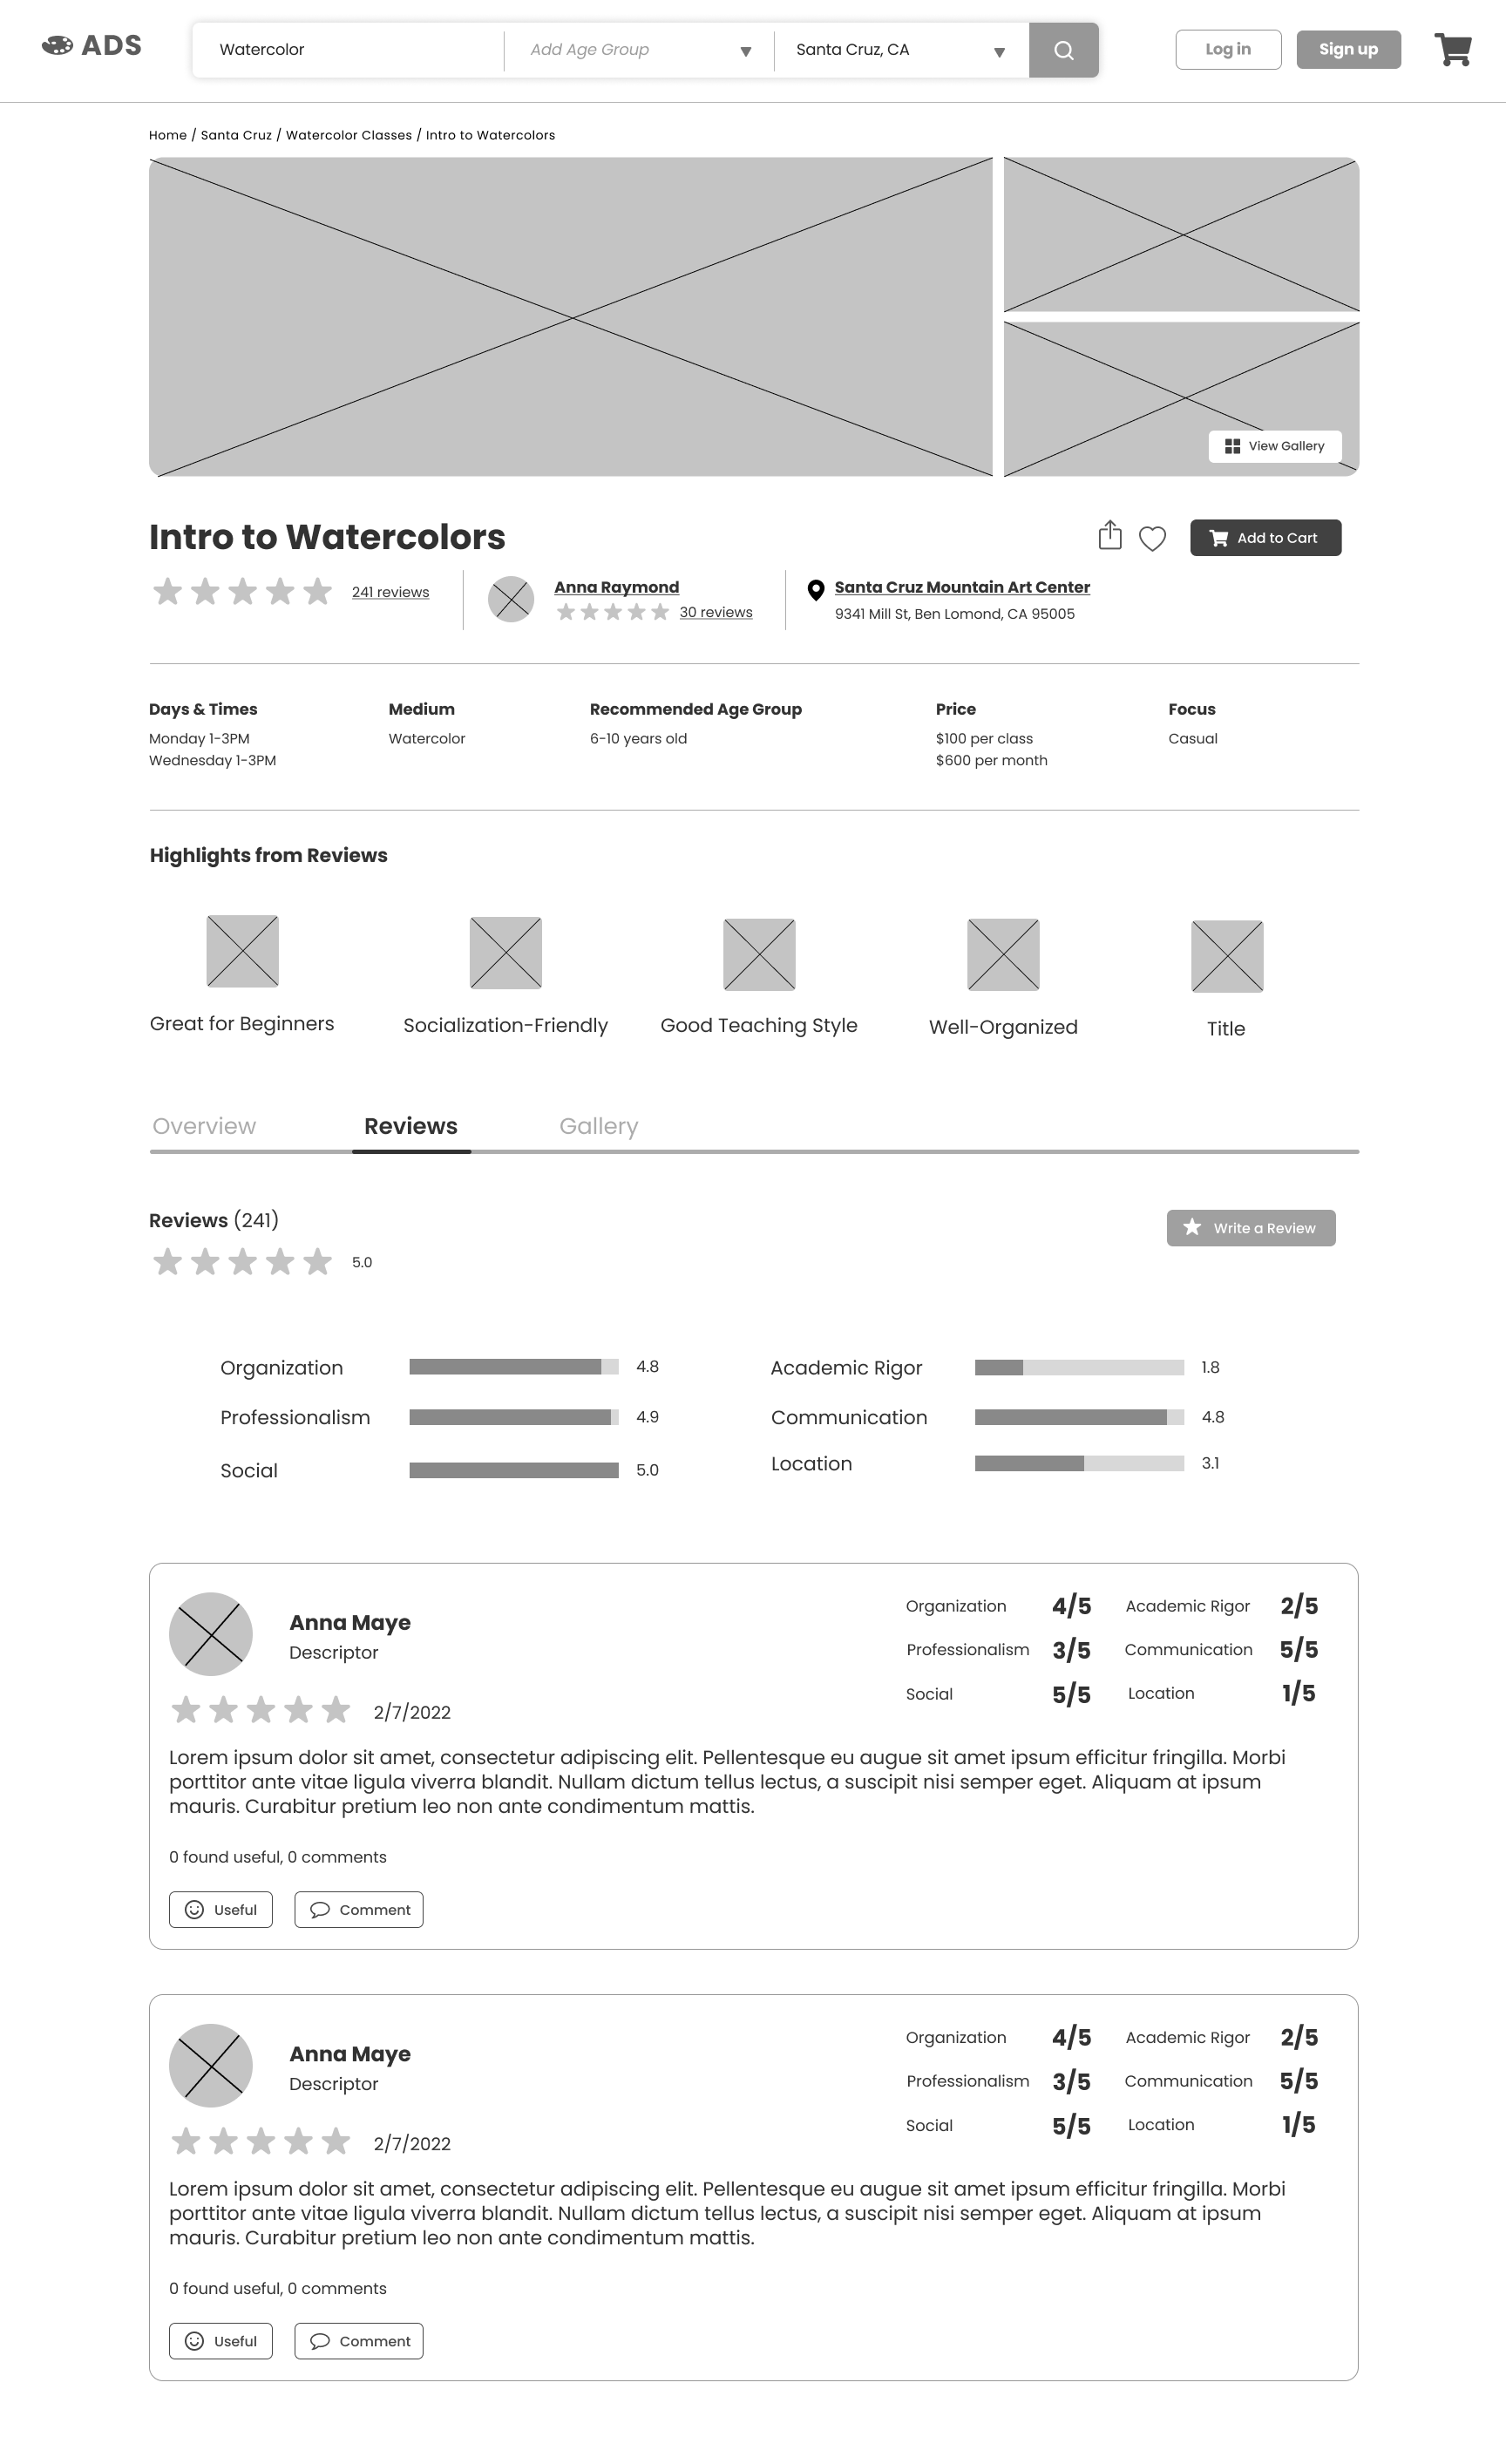 ADS
Watercolor
Add Age Group
Santa Cruz, CA
Log in
Sign up
Home / Santa Cruz / Watercolor Classes / Intro to Watercolors
View Gallery
Intro to Watercolors
Add to Cart
241 reviews
Anna Raymond
30 reviews
Santa Cruz Mountain Art Center
9341 Mill St, Ben Lomond, CA 95005
Days & Times
Monday 1-3PM
Wednesday 1-3PM
Medium
Watercolor
Recommended Age Group
6-10 years old
Price
$100 per class
$600 per month
Focus
Casual
Highlights from Reviews
Great for Beginners
Socialization-Friendly
Good Teaching Style
Well-Organized
Title
Overview
Reviews
Gallery
Reviews (241)
5.0
Write a Review
Organization 4.8
Professionalism 4.9
Social 5.0
Academic Rigor 1.8
Communication 4.8
Location 3.1
Anna Maye
Descriptor
2/7/2022
Organization 4/5
Professionalism 3/5
Social 5/5
Academic Rigor 2/5
Communication 5/5
Location 1/5
Lorem ipsum dolor sit amet, consectetur adipiscing elit. Pellentesque eu augue sit amet ipsum efficitur fringilla. Morbi
porttitor ante vitae ligula viverra blandit. Nullam dictum tellus lectus, a suscipit nisi semper eget. Aliquam at ipsum
mauris. Curabitur pretium leo non ante condimentum mattis.
0 found useful, 0 comments
Useful
Comment
Anna Maye
Descriptor
2/7/2022
Organization 4/5
Professionalism 3/5
Social 5/5
Academic Rigor 2/5
Communication 5/5
Location 1/5
Lorem ipsum dolor sit amet, consectetur adipiscing elit. Pellentesque eu augue sit amet ipsum efficitur fringilla. Morbi
porttitor ante vitae ligula viverra blandit. Nullam dictum tellus lectus, a suscipit nisi semper eget. Aliquam at ipsum
mauris. Curabitur pretium leo non ante condimentum mattis.
0 found useful, 0 comments
Useful
Comment